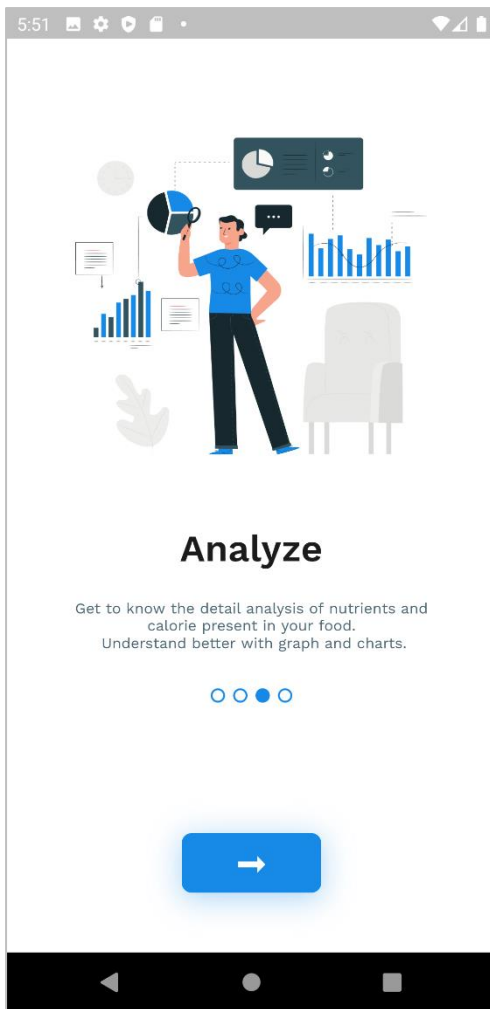 5:51
Analyze
Get to know the detail analysis of nutrients and
calorie present in your food.
Understand better with graph and charts.